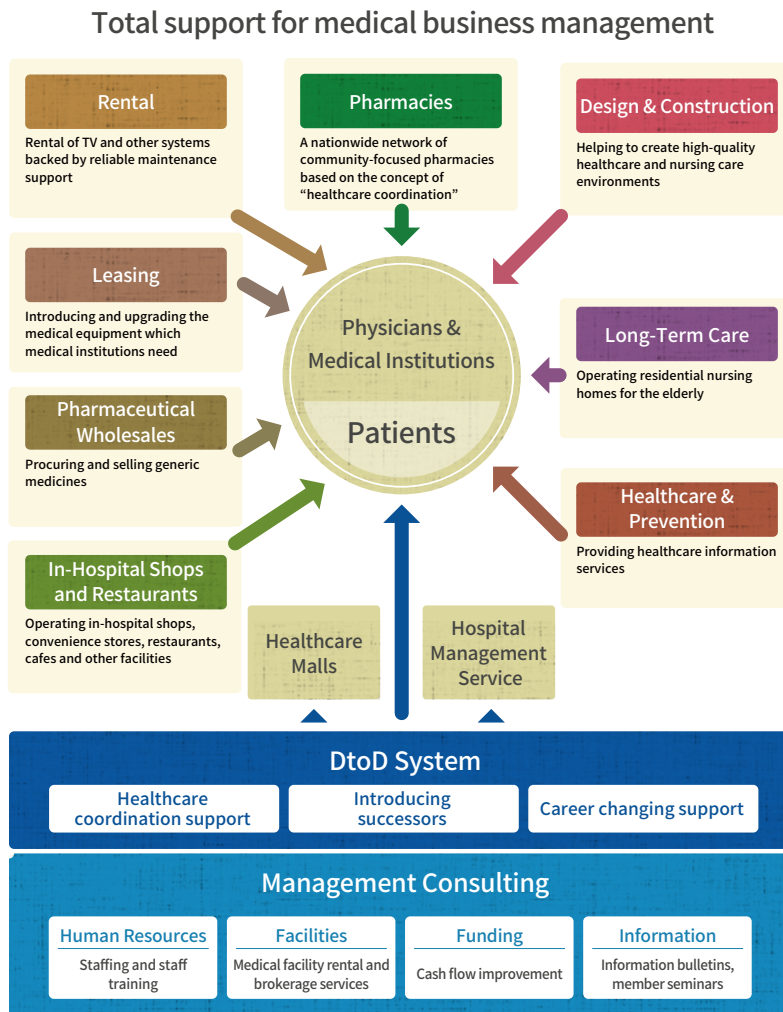 Total support for medical business management
Rental
Rental of TV and other systems
backed by reliable maintenance
support
Pharmacies
A nationwide network of
community-focused pharmacies
based on the concept of
“healthcare coordination”
Design & Construction
Helping to create high-quality
healthcare and nursing care
environments
Leasing
Introducing and upgrading the
medical equipment which
medical institutions need
Physicians &
Medical Institutions
Patients
Long-Term Care
Operating residential nursing
homes for the elderly
Pharmaceutical
Wholesales
Procuring and selling generic
medicines
Healthcare &
Prevention
Providing healthcare information
services
In-Hospital Shops
and Restaurants
Operating in-hospital shops,
convenience stores, restaurants,
cafes and other facilities
Healthcare
Malls
Hospital
Management
Service
DtoD System
Healthcare
coordination support
Introducing
successors
Career changing support
Management Consulting
Human Resources
Staffing and staff
training
Facilities
Medical facility rental and
brokerage services
Funding
Cash flow improvement
Information
Information bulletins,
member seminars